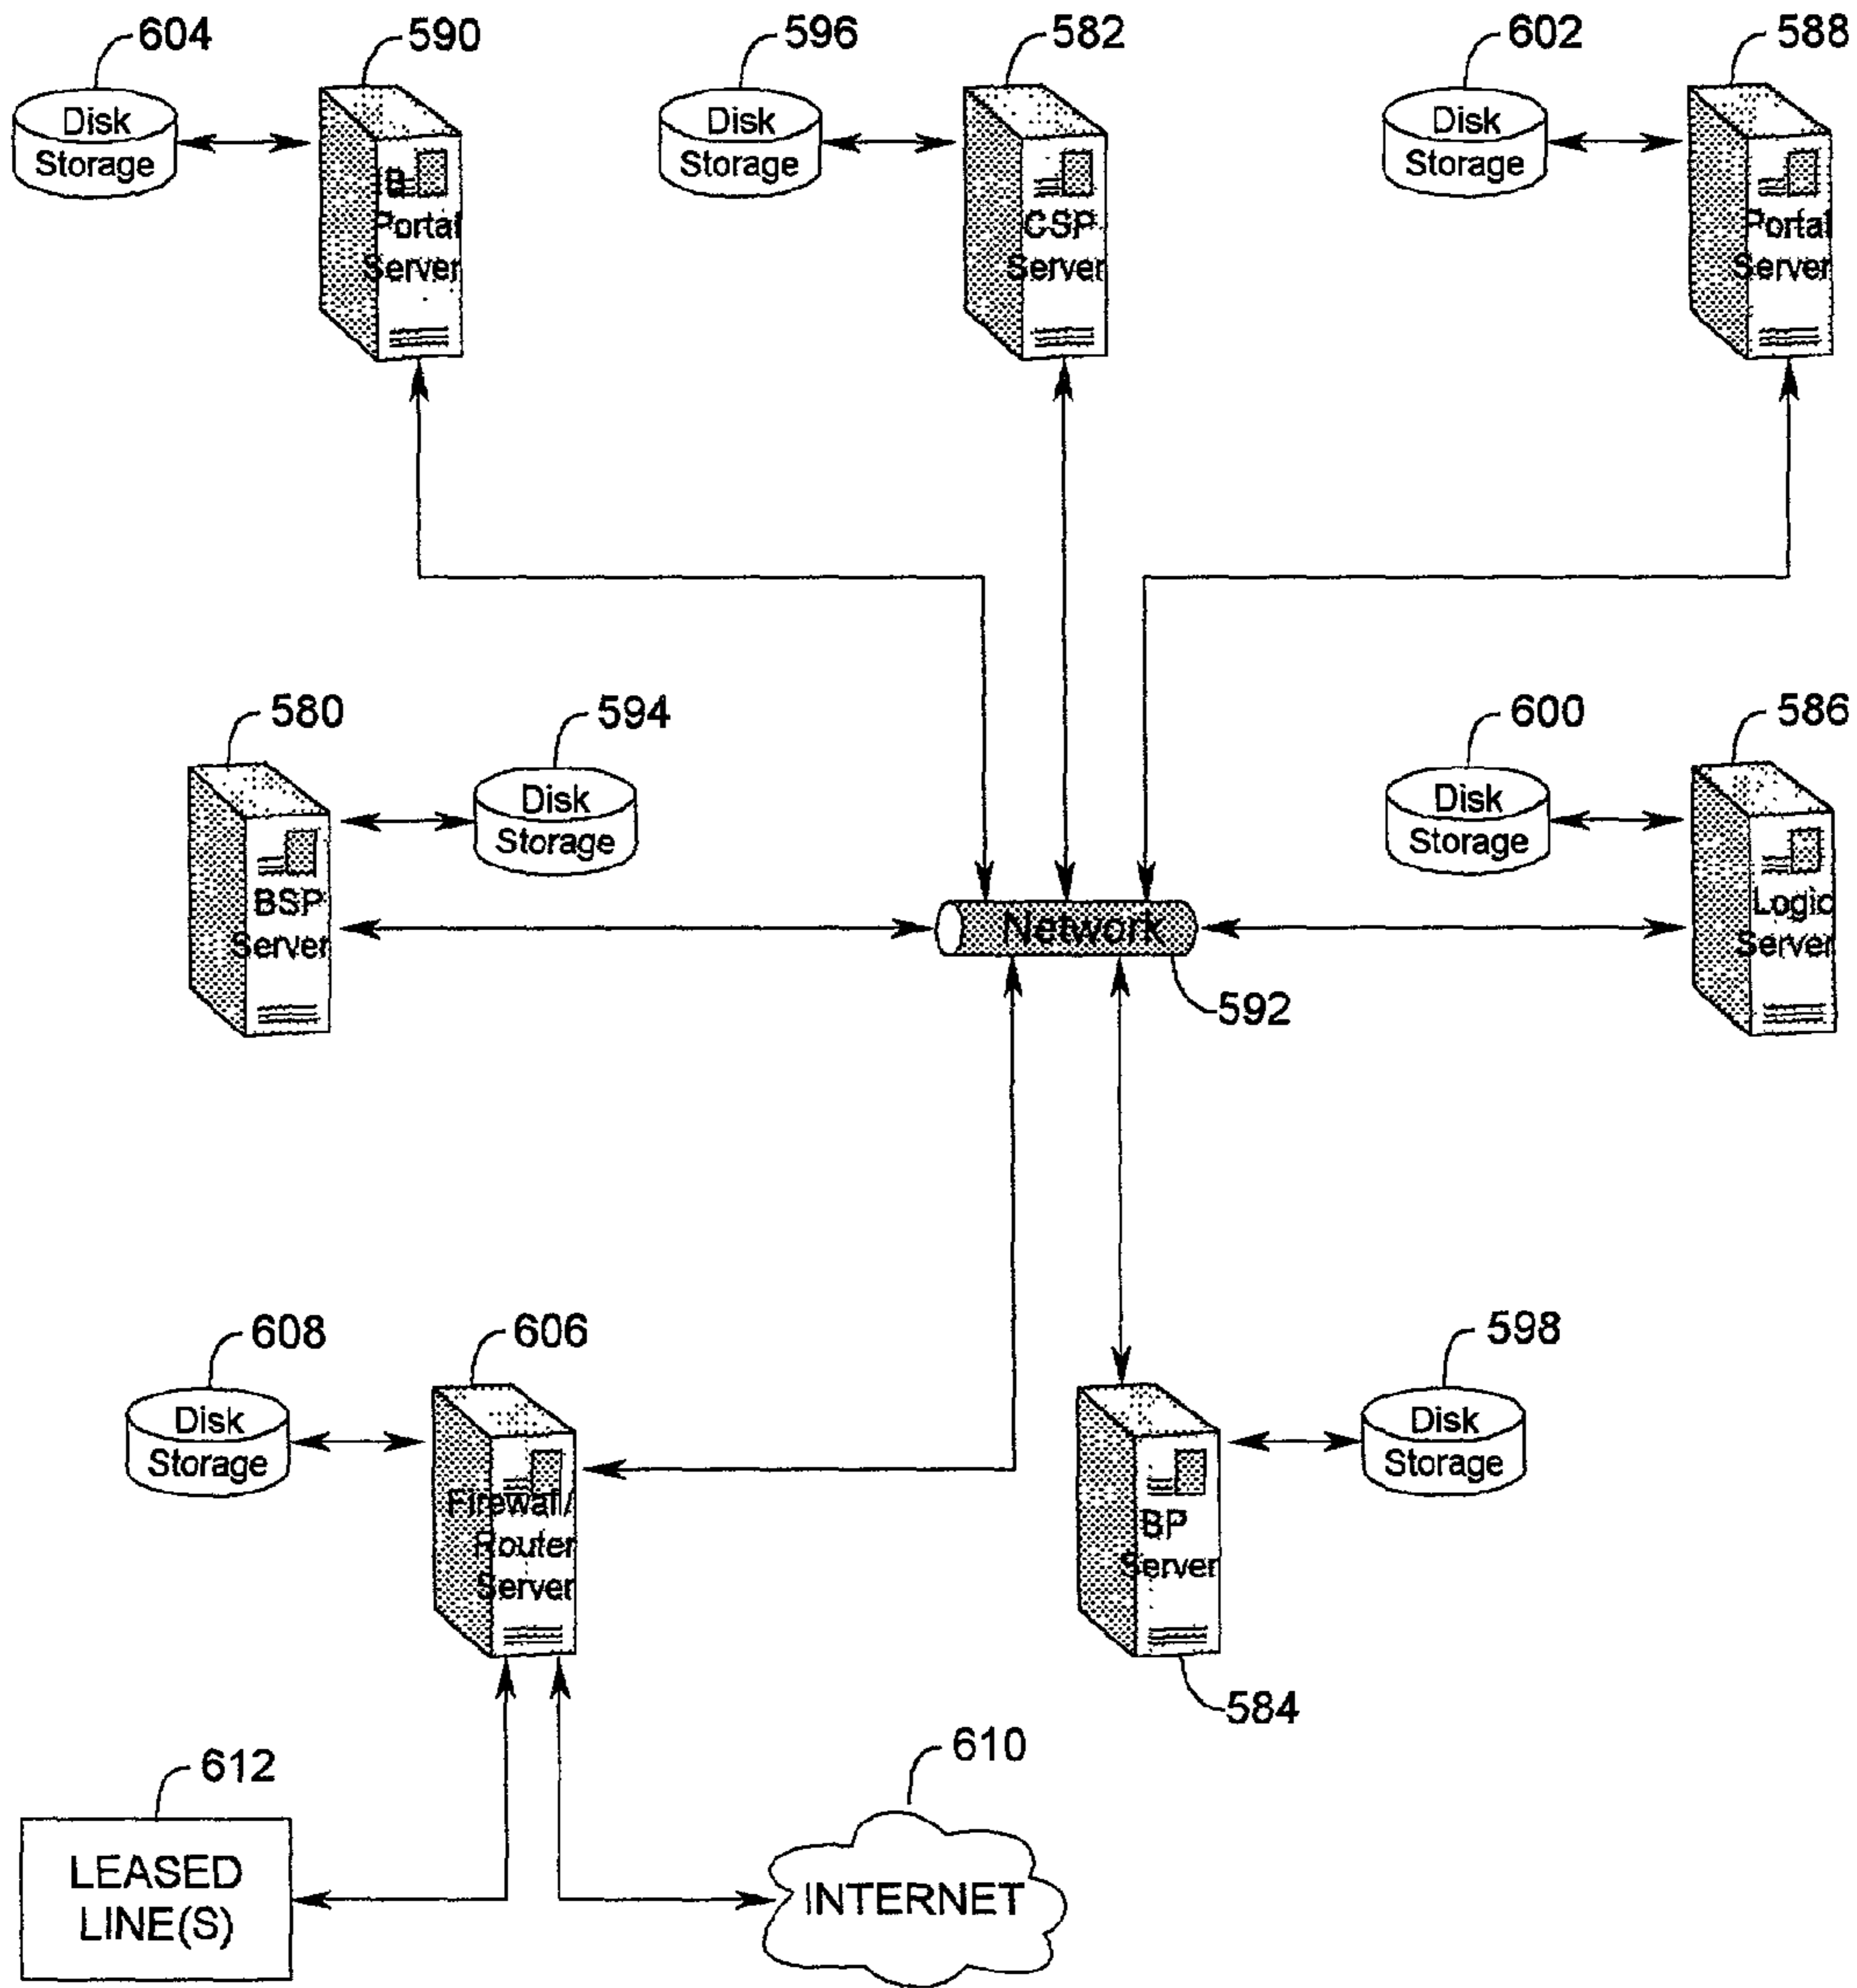 604
590
596
582
602
588
Disk
Storage
IB
Portal
Server
Disk
Storage
CSP
Server
Disk
Storage
Portal
Server
580
594
600
586
BSP
Server
Disk
Storage
Disk
Storage
Logic
Server
Network
592
608
606
598
Disk
Storage
Firewall/
Router
Server
BP
Server
Disk
Storage
584
612
610
LEASED
LINE(S)
INTERNET